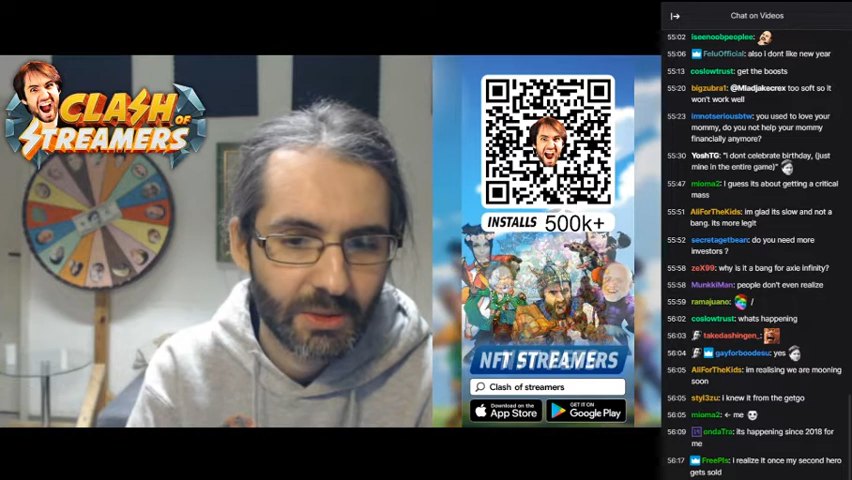 CLASH OF
STREAMERS
INSTALLS 500k+
NFT STREAMERS
Clash of streamers
Download on the
App Store
GET IT ON
Google Play
Chat on Videos
55:02 iseenoobpeoplee:
55:06 FeluOfficial: also I dont like new year
55:13 coslowtrust: get the boosts
55:20 bigzubra1: @Mladjakecrex too soft so it
won't work well
55:23 imnotseriousbtw: you used to love your
mommy, do you not help your mommy
financially anymore?
55:30 YoshTG: "i dont celebrate birthday, (just
mine in the entire game)"
55:47 mioma2: I guess its about getting a critical
mass
55:51 AliForTheKids: im glad its slow and not a
bang. its more legit
55:52 secretagetbear: do you need more
investors ?
55:58 zeX99: why is it a bang for axie infinity?
55:58 MunkkiMan: people don't even realize
55:59 ramajuano: /
56:02 coslowtrust: whats happening
56:03 takedashingen_:
56:04 gayforboodesu: yes
56:05 AliForTheKids: im realising we are mooning
soon
56:05 styl3zu: i knew it from the getgo
56:05 mioma2: <- me
56:09 ondaTra: its happening since 2018 for
me
56:17 FreePls: I realize it once my second hero
gets sold